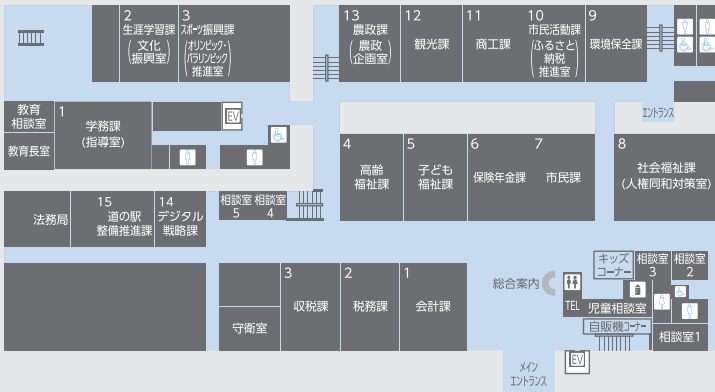 2
生涯学習課
(文化
振興室)
3
スポーツ振興課
(オリンピック・
パラリンピック
推進室)
13
農政課
(農政
企画室)
12
観光課
11
商工課
10
市民活動課
(ふるさと
納税
推進室)
9
環境保全課
エントランス
教育
相談室
教育長室
1
学務課
(指導室)
EV
4
高齢
福祉課
5
子ども
福祉課
6
保険年金課
7
市民課
8
社会福祉課
(人権同和対策室)
法務局
15
道の駅
整備推進課
14
デジタル
戦略課
相談室
5
相談室
4
守衛室
3
収税課
2
税務課
1
会計課
総合案内
キッズ
コーナー
相談室
3
相談室
2
TEL
児童相談室
自販機コーナー
相談室1
EV
メイン
エントランス